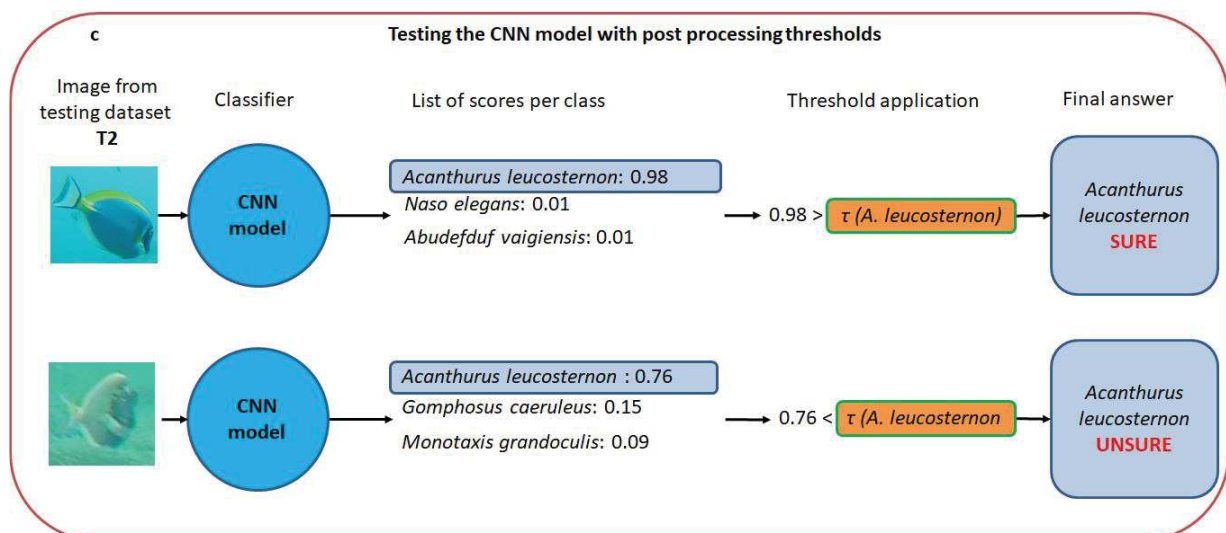 c
Testing the CNN model with post processing thresholds
Image from
testing dataset
T2
Classifier
List of scores per class
Threshold application
Final answer
CNN
model
Acanthurus leucosternon: 0.98
Naso elegans: 0.01
Abudefduf vaigiensis: 0.01
0.98 > τ (A. leucosternon)
Acanthurus
leucosternon
SURE
CNN
model
Acanthurus leucosternon : 0.76
Gomphosus caeruleus: 0.15
Monotaxis grandoculis: 0.09
0.76 < τ (A. leucosternon
Acanthurus
leucosternon
UNSURE